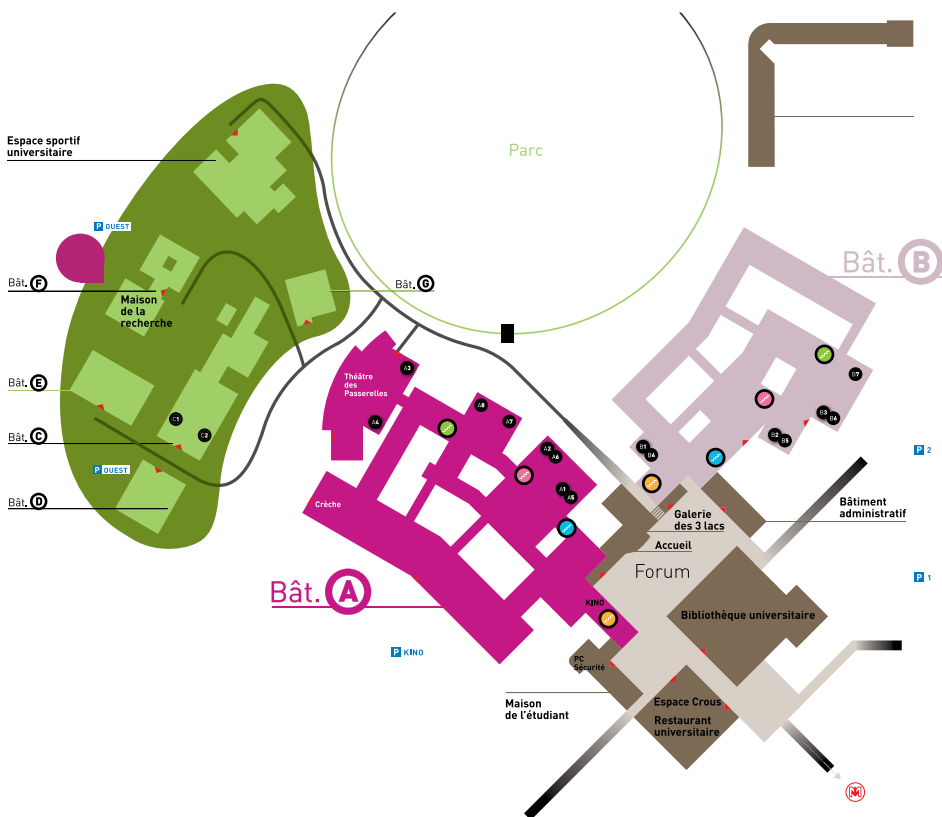 Espace sportif
universitaire
Parc
P OUEST
Bât. B
Bât. F
Bât. G
Maison
de la
recherche
A3
Théâtre
des
Passerelles
B7
Bât. E
A8
B3
B6
C1
A4
A7
C2
B2
B5
Bât. C
A2
A6
B1
B4
P 2
P OUEST
A1
A5
Bât. D
Crèche
Bâtiment
administratif
Galerie
des 3 lacs
Accueil
Forum
P 1
Bât. A
KINO
Bibliothèque universitaire
P KINO
PC
Sécurité
Maison
de l'étudiant
Espace Crous
Restaurant
universitaire
M